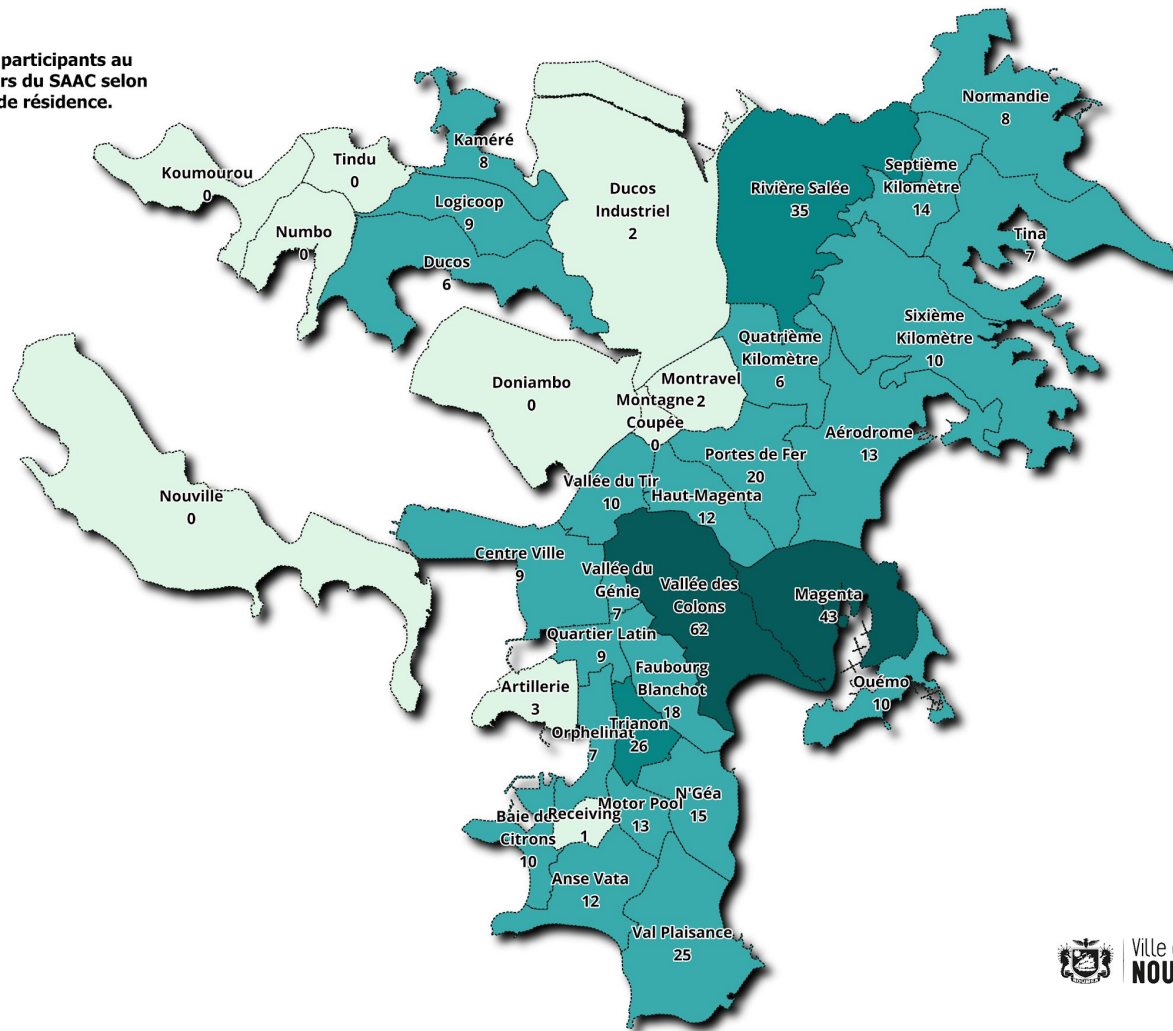 participants au
rs du SAAC selon
de résidence.
Normandie
8
Kaméré
8
Koumourou
0
Tindu
0
Septième
Kilomètre
14
Ducos
Industriel
2
Rivière Salée
35
Logicoop
9
Numbo
0
Tina
7
Ducos
6
Sixième
Kilomètre
10
Quatrième
Kilomètre
6
Doniambo
0
Montravel
2
Montagne
Coupée
0
Aérodrome
13
Portes de Fer
20
Vallée du Tir
10
Haut-Magenta
12
Nouville
0
Centre Ville
9
Vallée du
Génie
7
Vallée des
Colons
62
Magenta
43
Quartier Latin
9
Faubourg
Blanchot
18
Ouémo
10
Artillerie
3
Trianon
26
Orphelinat
7
N'Géa
15
Motor Pool
13
Receiving
1
Baie des
Citrons
10
Anse Vata
12
Val Plaisance
25
Ville
NOU
NOUMEA